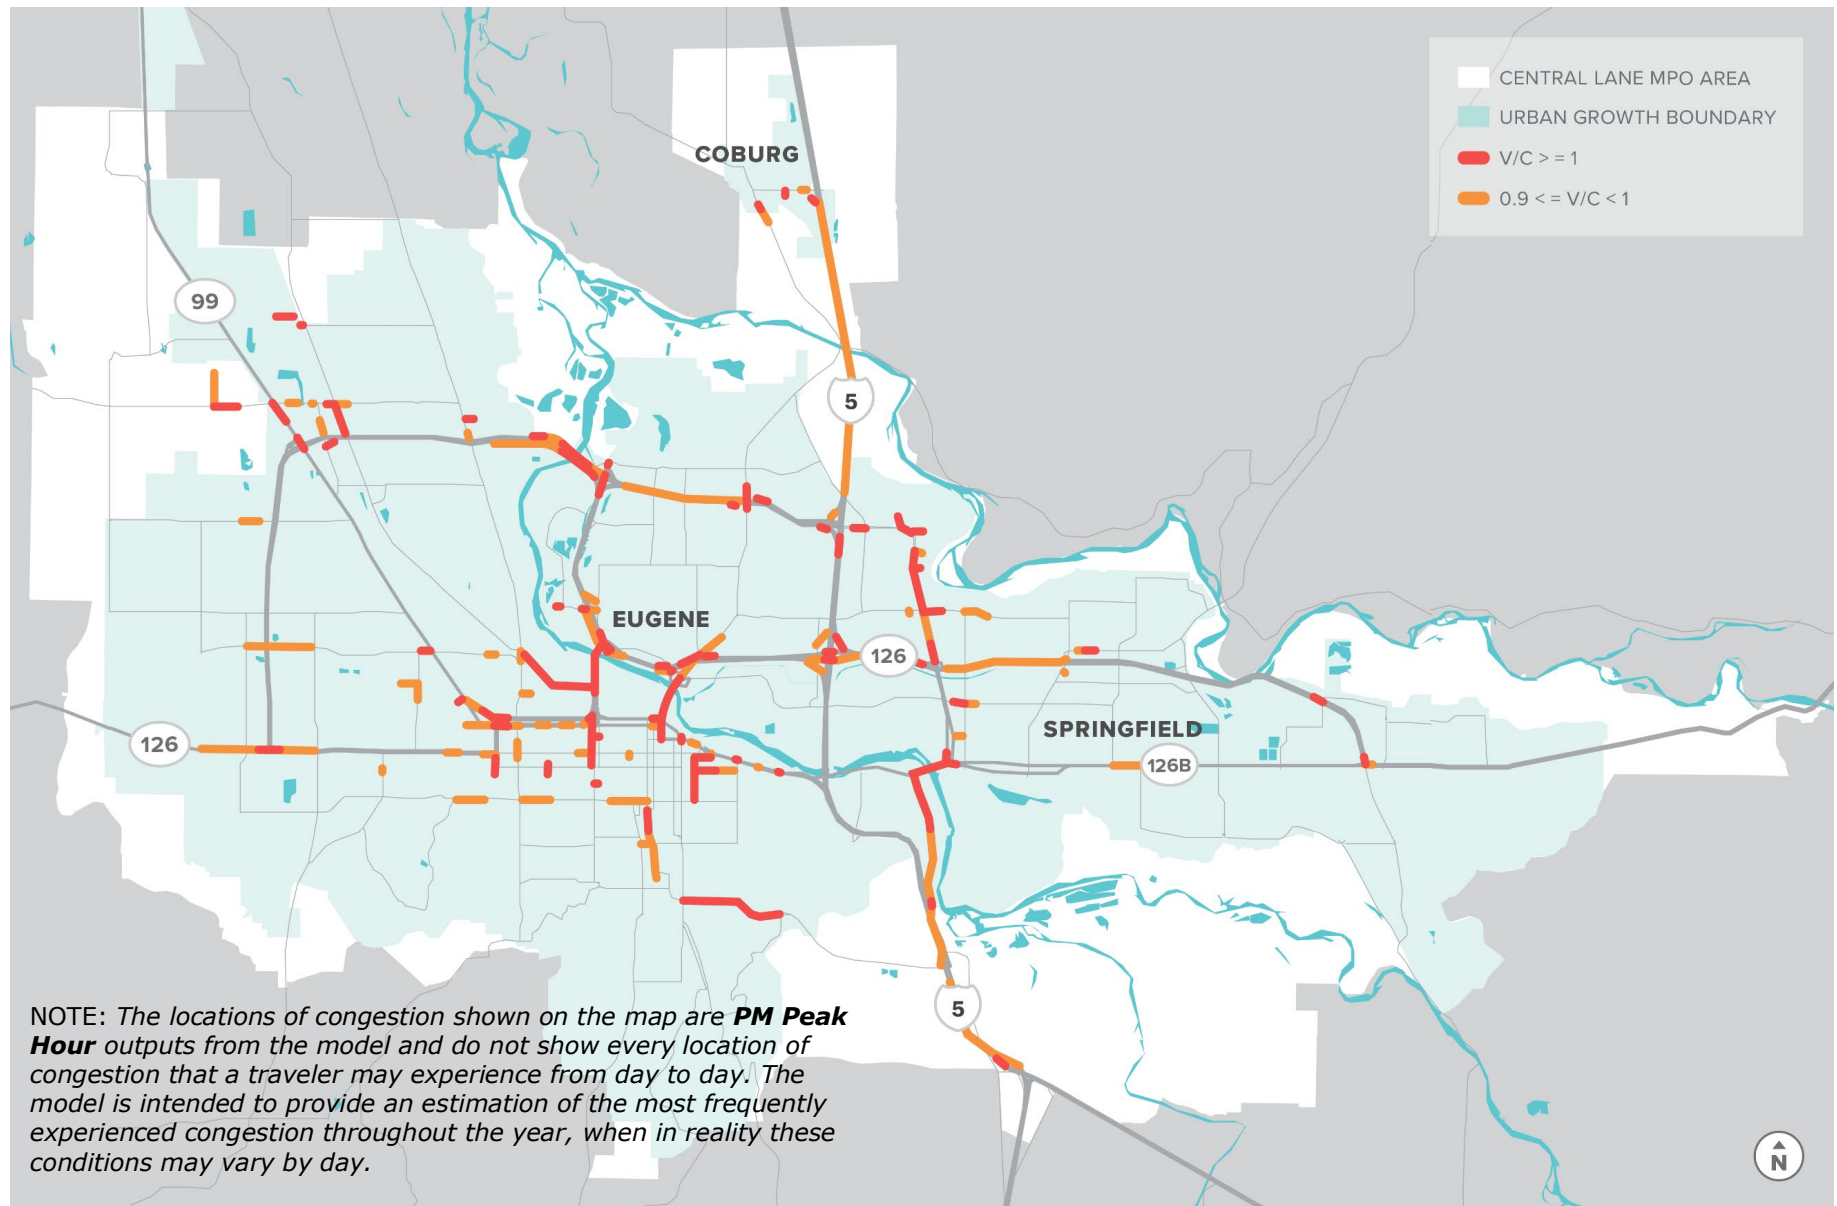 CENTRAL LANE MPO AREA
URBAN GROWTH BOUNDARY
V/C > = 1
0.9 < = V/C < 1
COBURG
99
5
EUGENE
126
SPRINGFIELD
126
126B
5
NOTE: The locations of congestion shown on the map are PM Peak
Hour outputs from the model and do not show every location of
congestion that a traveler may experience from day to day. The
model is intended to provide an estimation of the most frequently
experienced congestion throughout the year, when in reality these
conditions may vary by day.
N